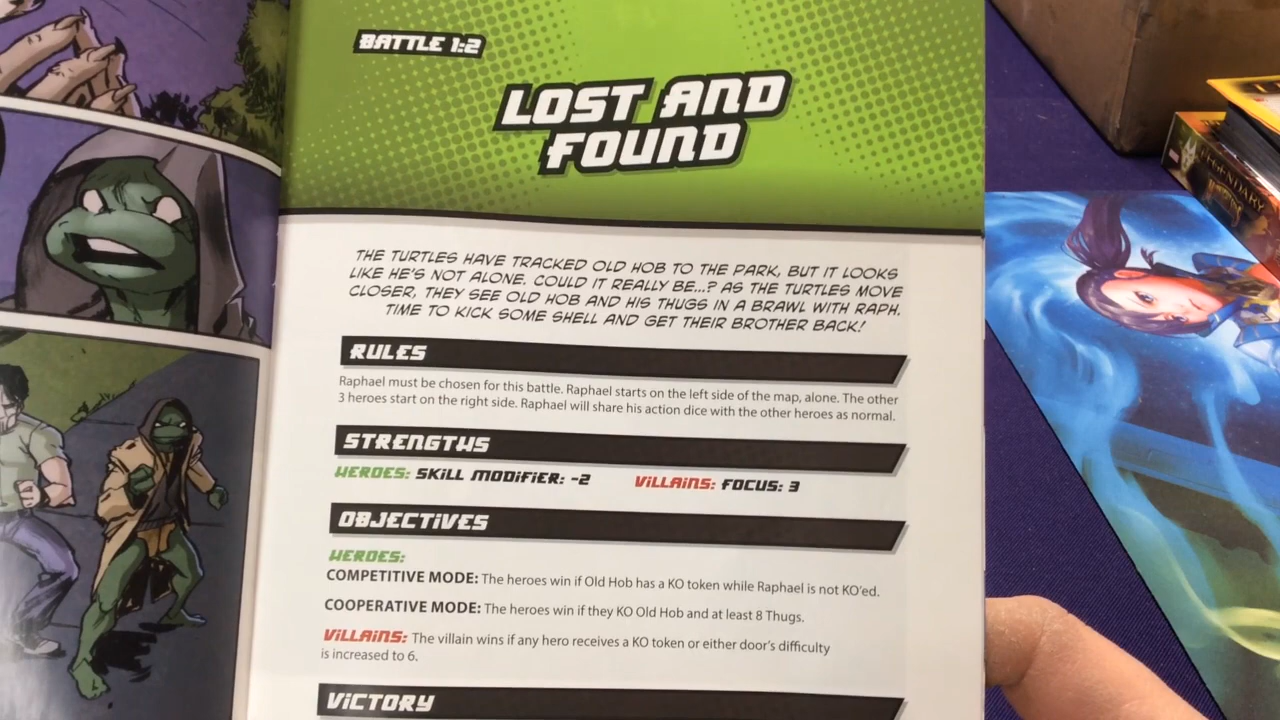 BATTLE 1:2
LOST AND
FOUND
THE TURTLES HAVE TRACKED OLD HOB TO THE PARK, BUT IT LOOKS
LIKE HE'S NOT ALONE. COULD IT REALLY BE...? AS THE TURTLES MOVE
CLOSER, THEY SEE OLD HOB AND HIS THUGS IN A BRAWL WITH RAPH.
TIME TO KICK SOME SHELL AND GET THEIR BROTHER BACK!
RULES
Raphael must be chosen for this battle. Raphael starts on the left side of the map, alone. The other
3 heroes start on the right side. Raphael will share his action dice with the other heroes as normal.
STRENGTHS
HEROES: SKILL MODIFIER: -2 VILLAINS: FOCUS: 3
OBJECTIVES
HEROES:
COMPETITIVE MODE: The heroes win if Old Hob has a KO token while Raphael is not KO'ed.
COOPERATIVE MODE: The heroes win if they KO Old Hob and at least 8 Thugs.
VILLAINS: The villain wins if any hero receives a KO token or either door's difficulty
is increased to 6.
VICTORY
LEGENDARY